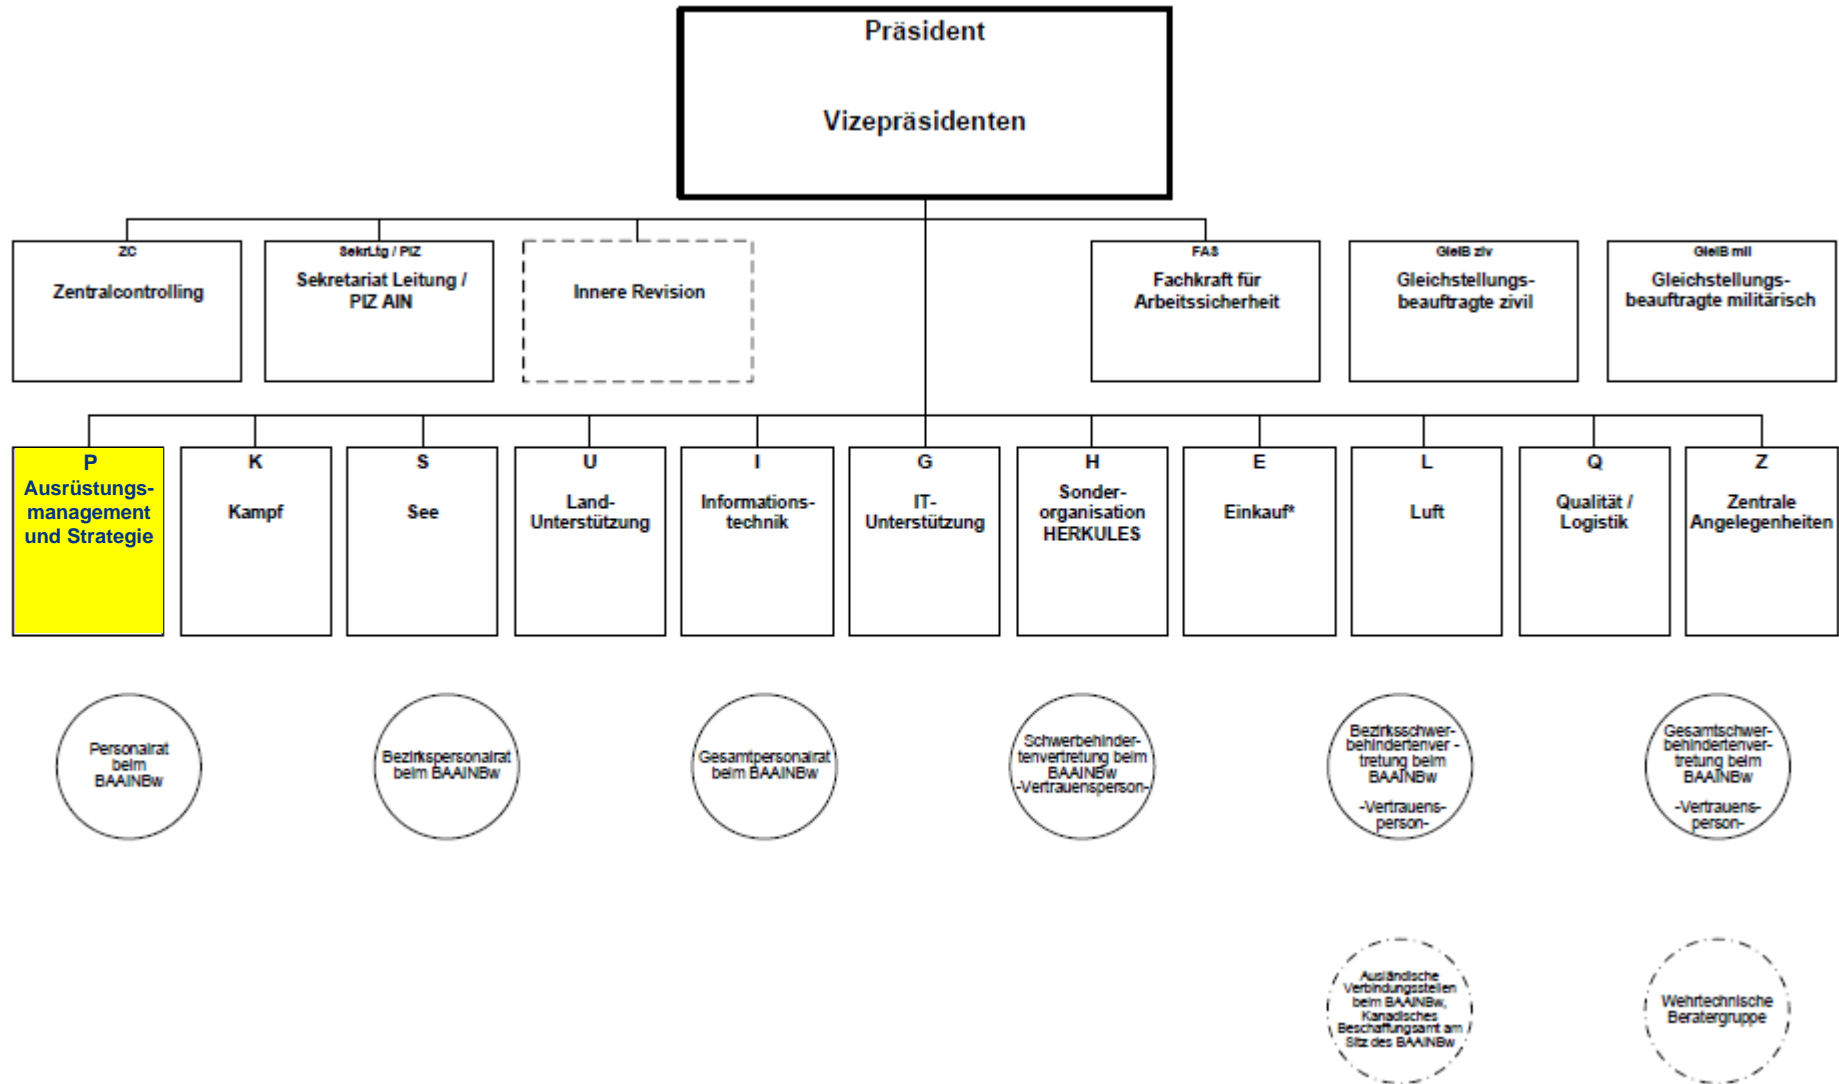 Präsident
Vizepräsidenten
ZC
Zentralcontrolling
SekrLtg / PIZ
Sekretariat Leitung /
PIZ AIN
Innere Revision
FAS
Fachkraft für
Arbeitssicherheit
GleiB ziv
Gleichstellungs-
beauftragte zivil
GleiB mil
Gleichstellungs-
beauftragte militärisch
P
Ausrüstungs-
management
und Strategie
K
Kampf
S
See
U
Land-
Unterstützung
I
Informations-
technik
G
IT-
Unterstützung
H
Sonder-
organisation
HERKULES
E
Einkauf*
L
Luft
Q
Qualität /
Logistik
Z
Zentrale
Angelegenheiten
Personalrat
beim
BAAINBw
Bezirkspersonalrat
beim BAAINBw
Gesamtpersonalrat
beim BAAINBw
Schwerbehinder-
tenvertretung beim
BAAINBw
-Vertrauensperson-
Bezirksschwer-
behindertenver -
tretung beim
BAAINBw
-Vertrauens-
person-
Gesamtschwer-
behindertenver-
tretung beim
BAAINBw
-Vertrauens-
person-
Ausländische
Verbindungsstellen
beim BAAINBw,
Kanadisches
Beschaffungsamt am
Sitz des BAAINBw
Wehrtechnische
Beratergruppe